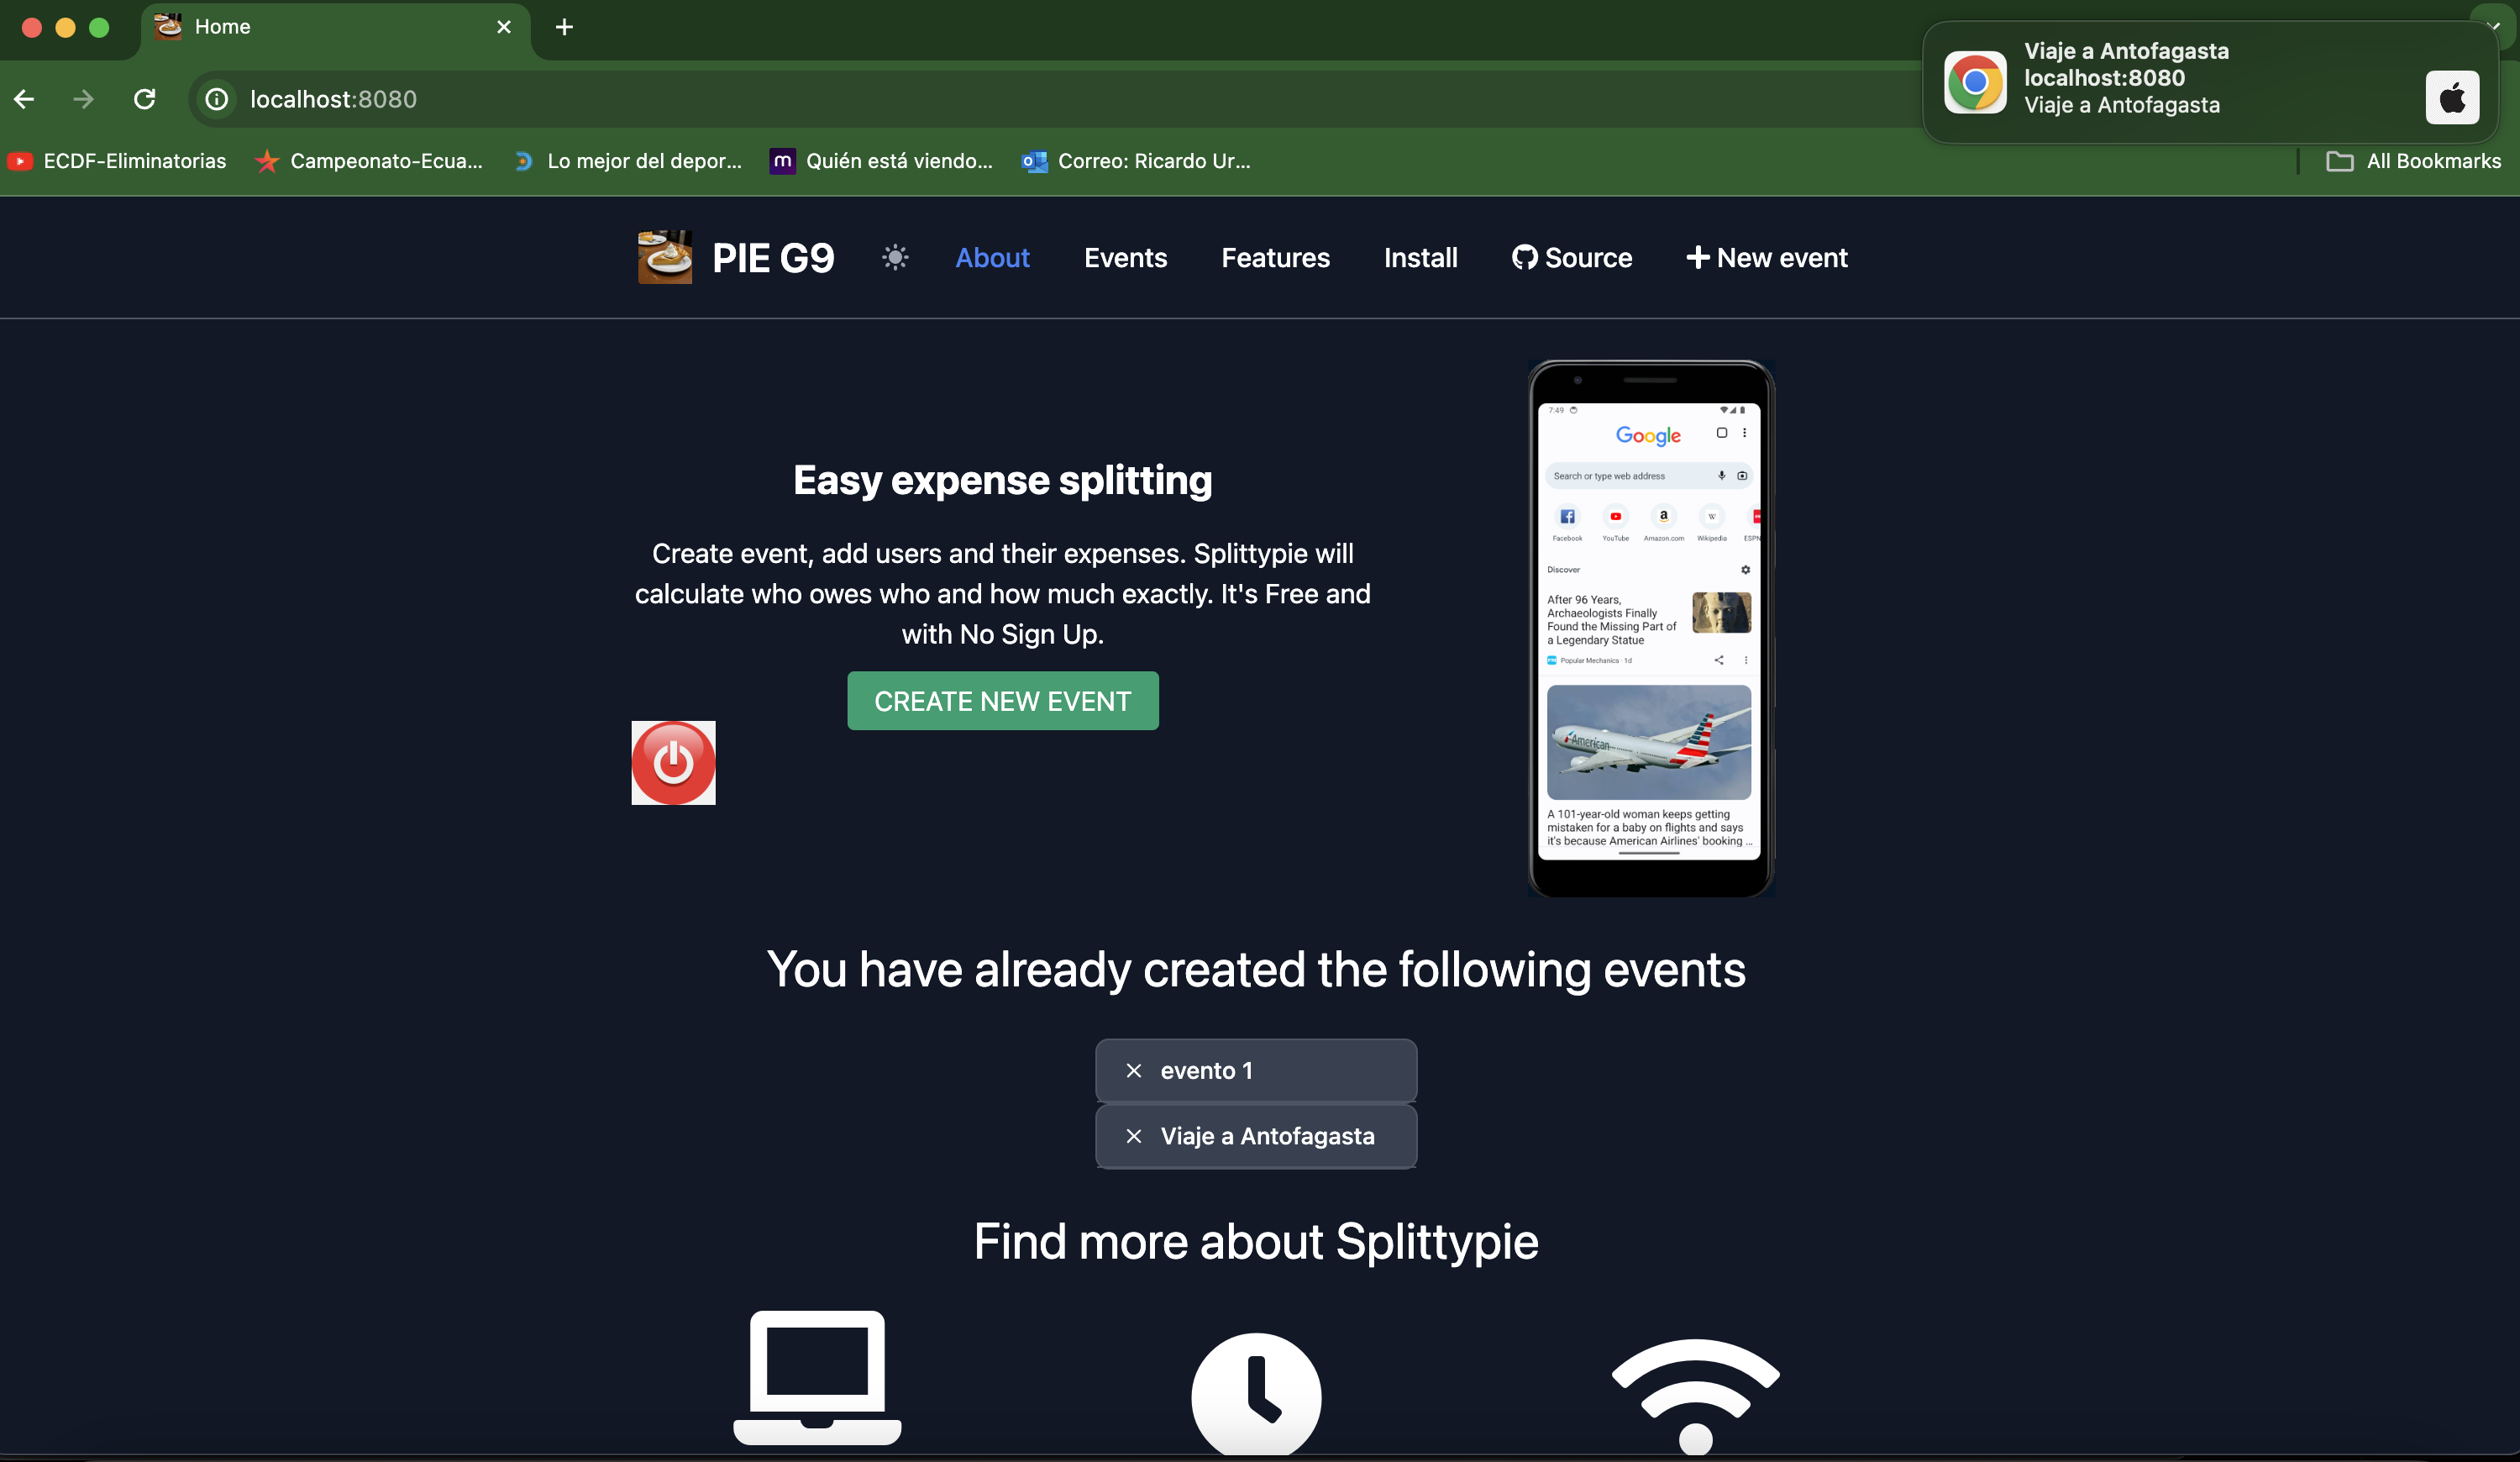 Home
Viaje a Antofagasta
localhost:8080
Viaje a Antofagasta
localhost:8080
ECDF-Eliminatorias
Campeonato-Ecua...
Lo mejor del depor...
m
Quién está viendo...
Correo: Ricardo Ur...
All Bookmarks
PIE G9
About
Events
Features
Install
Source
New event
7:49
Google
Search or type web address
Facebook
YouTube
Amazon.com
Wikipedia
ESPN
Discover
After 96 Years,
Archaeologists Finally
Found the Missing Part of
a Legendary Statue
Popular Mechanics · 1d
American
A 101-year-old woman keeps getting
mistaken for a baby on flights and says
it's because American Airlines' booking ...
Easy expense splitting
Create event, add users and their expenses. Splittypie will
calculate who owes who and how much exactly. It's Free and
with No Sign Up.
CREATE NEW EVENT
You have already created the following events
evento 1
Viaje a Antofagasta
Find more about Splittypie